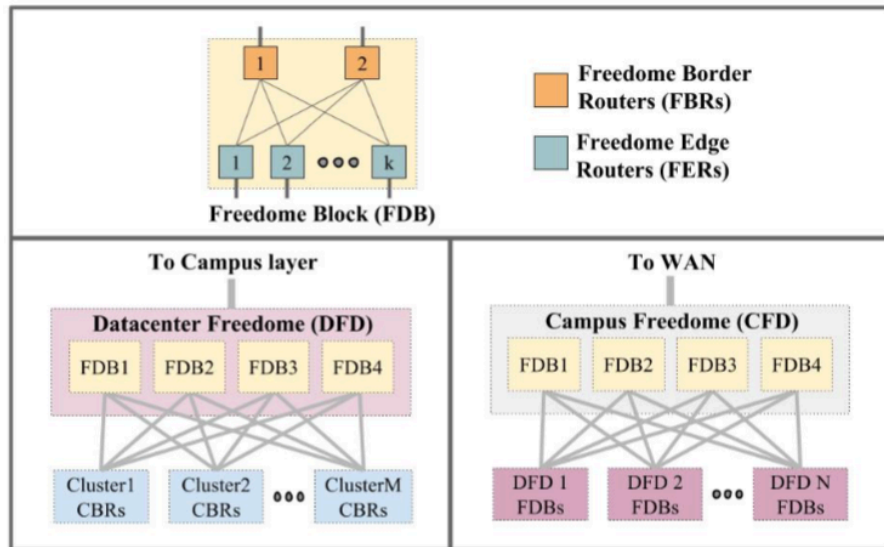 1
2
1
2
k
Freedome Block (FDB)
Freedome Border
Routers (FBRs)
Freedome Edge
Routers (FERs)
To Campus layer
Datacenter Freedome (DFD)
FDB1
FDB2
FDB3
FDB4
Cluster1
CBRs
Cluster2
CBRs
ClusterM
CBRs
To WAN
Campus Freedome (CFD)
FDB1
FDB2
FDB3
FDB4
DFD 1
FDBs
DFD 2
FDBs
DFD N
FDBs